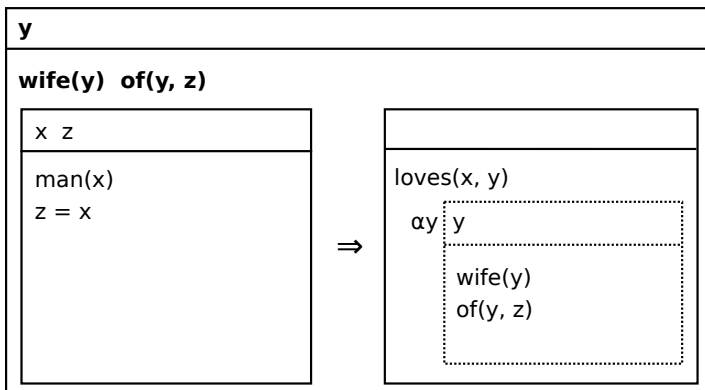 y
wife(y) of(y, z)
x z
man(x)
z = x
⇒
loves(x, y)
αy y
wife(y)
of(y, z)